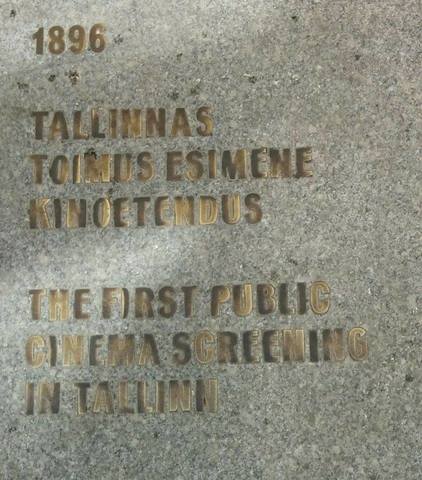 1896
TALLINNAS
TOIMUS ESIMENE
KINOETENDUS
THE FIRST PUBLIC
CINEMA SCREENING
IN TALLINN